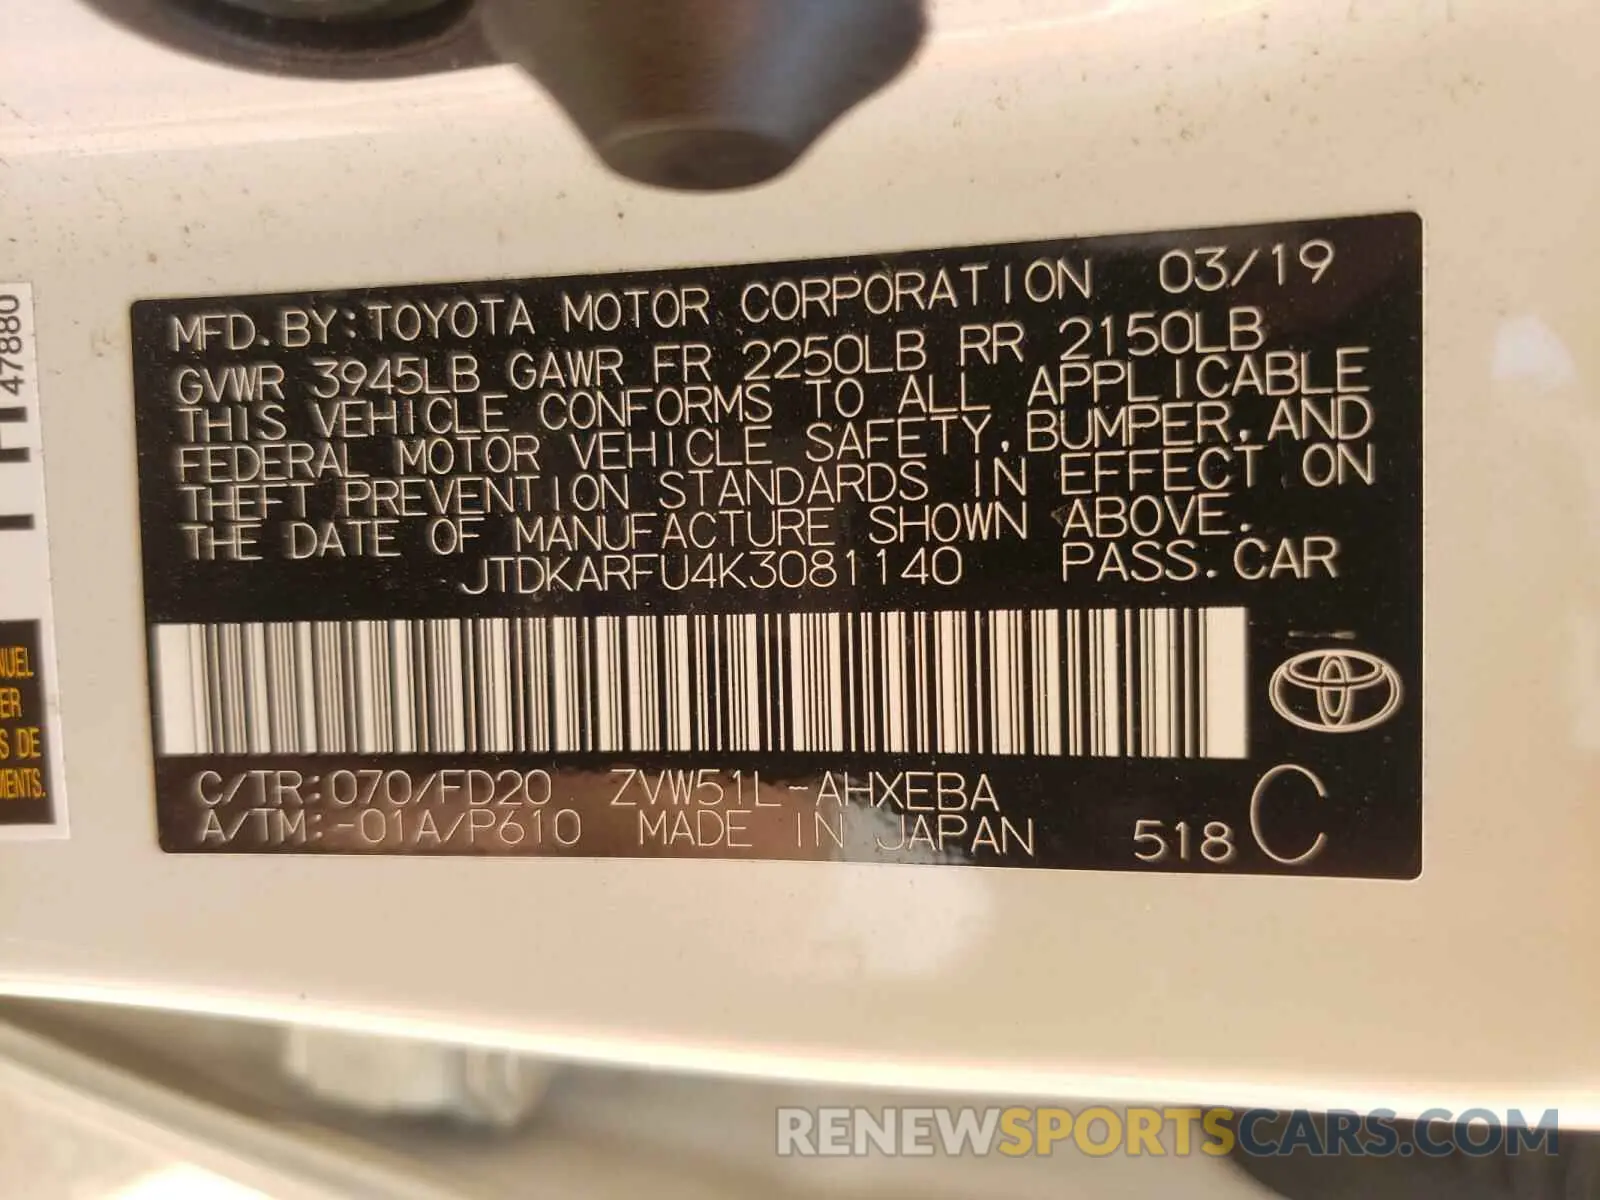 MFD. BY: TOYOTA MOTOR CORPORATION 03/19
GVWR 3945LB GAWR FR 2250LB RR 2150LB
THIS VEHICLE CONFORMS TO ALL APPLICABLE
FEDERAL MOTOR VEHICLE SAFETY, BUMPER, AND
THEFT PREVENTION STANDARDS IN EFFECT ON
THE DATE OF MANUFACTURE SHOWN ABOVE.
JTDKARFU4K3081140 PASS. CAR
C/TR: 070/FD20 ZVW51L-AHXEBA
A/TM: -01A/P610 MADE IN JAPAN 518 C
47880
NUEL
ER
S DE
MENTS.
RENEWSPORTSCARS.COM